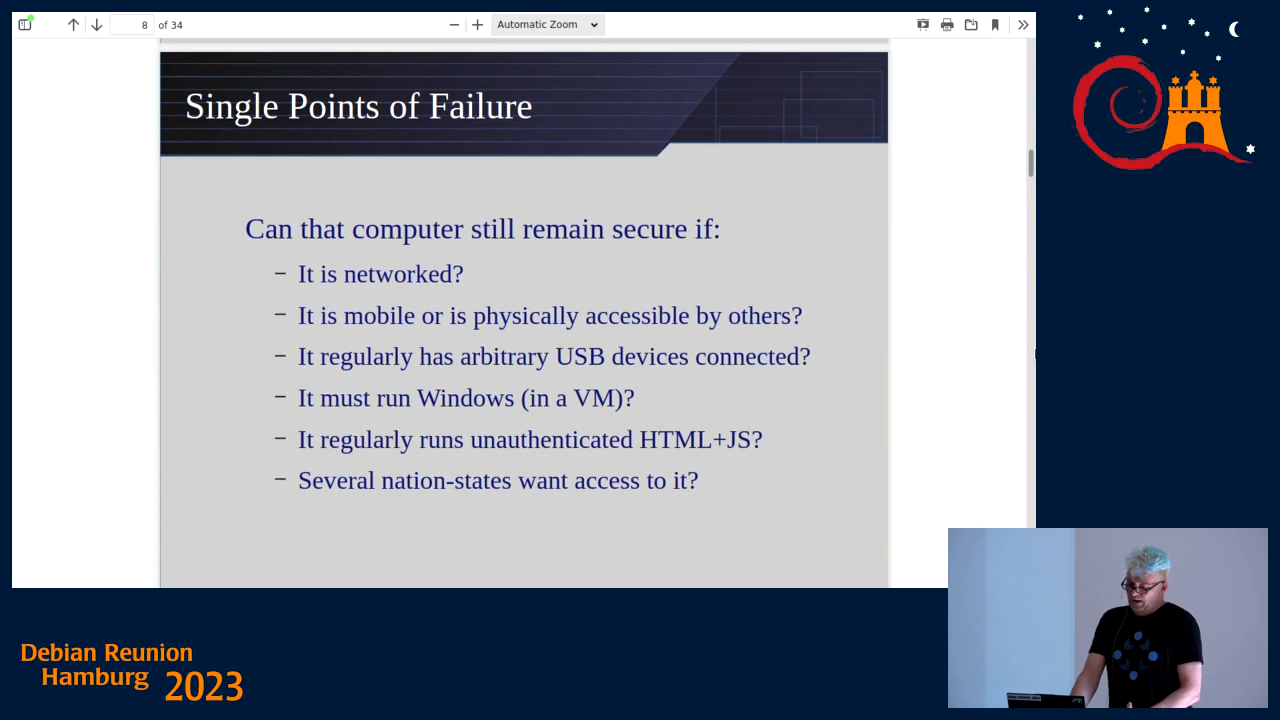 8 of 34
Automatic Zoom
Single Points of Failure
Can that computer still remain secure if:
– It is networked?
– It is mobile or is physically accessible by others?
– It regularly has arbitrary USB devices connected?
– It must run Windows (in a VM)?
– It regularly runs unauthenticated HTML+JS?
– Several nation-states want access to it?
Debian Reunion
Hamburg 2023